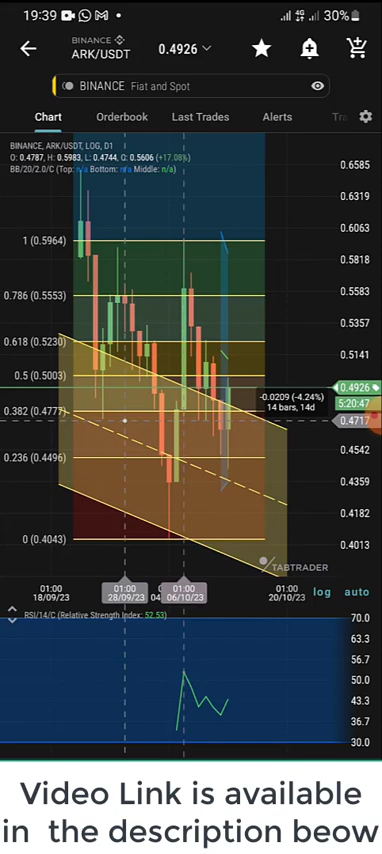 19:39 30%
BINANCE
ARK/USDT
0.4926
BINANCE Fiat and Spot
Chart Orderbook Last Trades Alerts Tra
BINANCE, ARK/USDT, LOG, D1
O: 0.4787, H: 0.5983, L: 0.4744, C: 0.5606 (+17.08%)
BB/20/2.0/C (Top: n/a Bottom: n/a Middle: n/a)
0.6585
0.6319
0.6063
1 (0.5964)
0.5818
0.786 (0.5553)
0.5583
0.5357
0.618 (0.5230)
0.5141
0.5 (0.5003)
0.4926
5:20:47
-0.0209 (-4.24%)
14 bars, 14d
0.382 (0.4777)
0.4717
0.236 (0.4496)
0.4542
0.4359
0.4182
0 (0.4043)
0.4013
TABTRADER
01:00 01:00 01:00 01:00
18/09/23 28/09/23 04 06/10/23 20/10/23
log auto
RSI/14/C (Relative Strength Index: 52.53)
70.0
63.3
56.7
50.0
43.3
36.7
30.0
Video Link is available
in the description beow